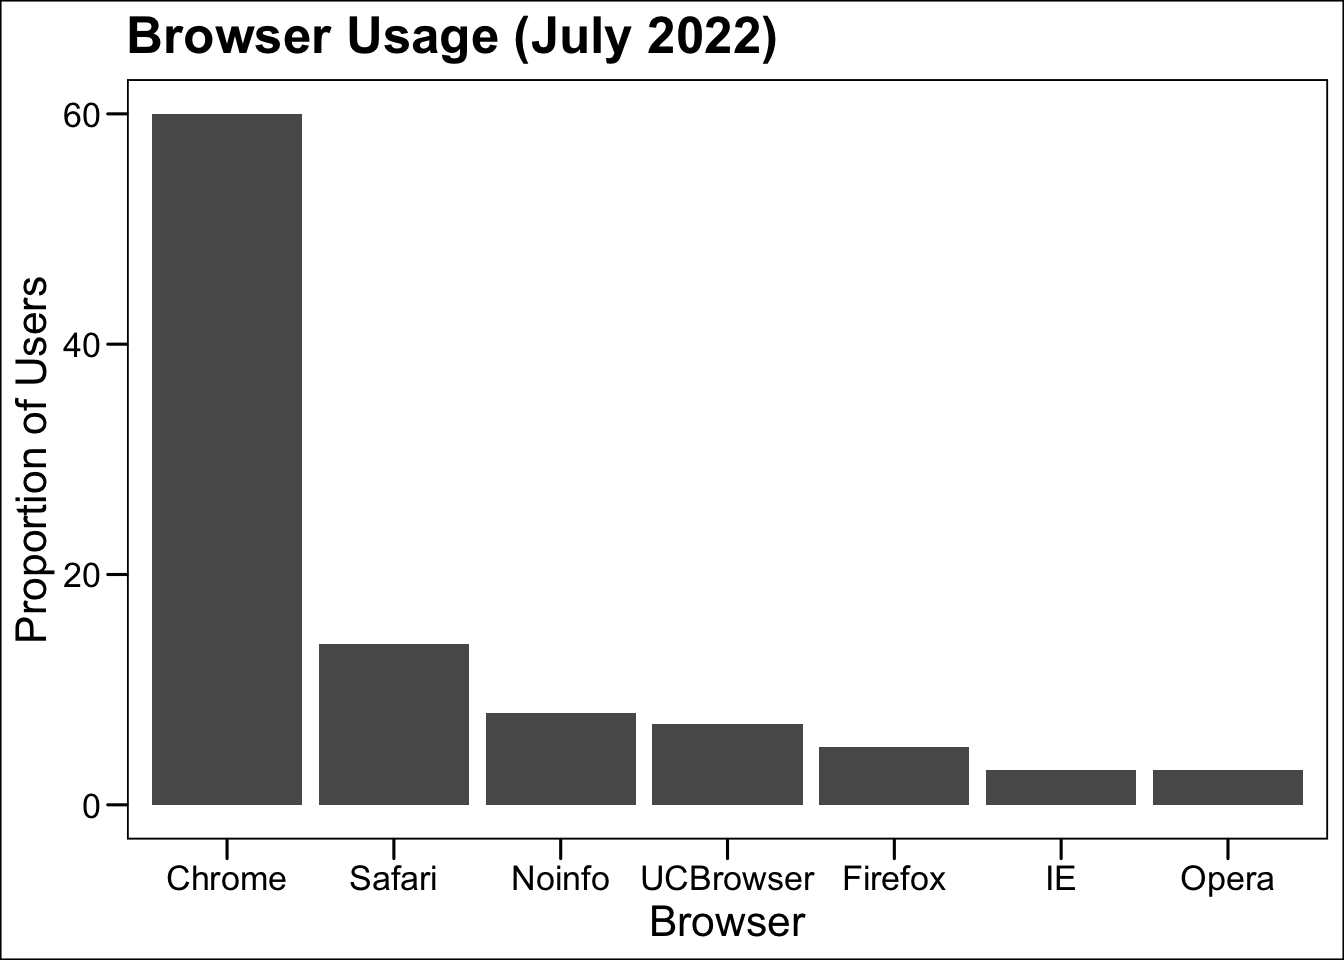 Browser Usage (July 2022)
Proportion of Users
60
40
20
0
Chrome Safari Noinfo UCBrowser Firefox IE Opera
Browser